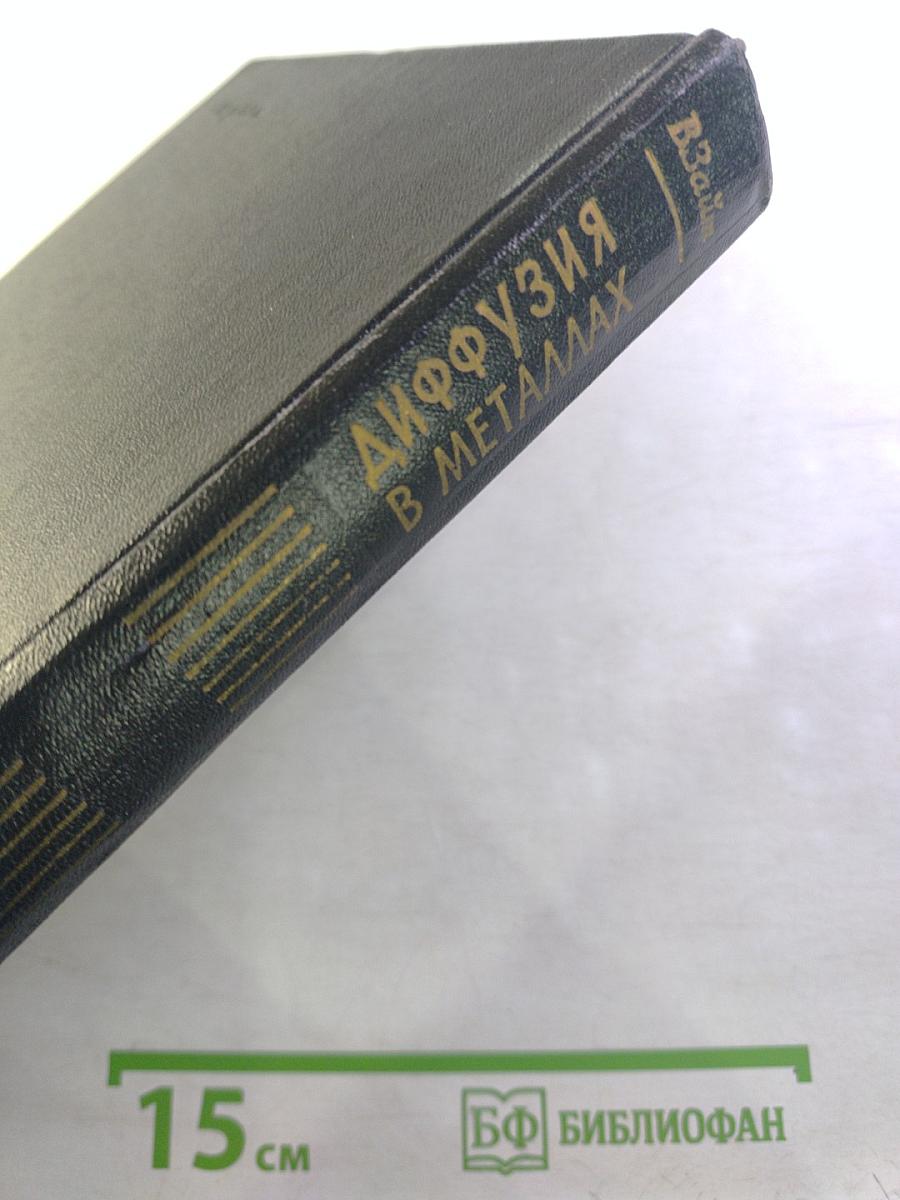 В.Зайт
ДИФФУЗИЯ
В МЕТАЛЛАХ
15 см
БФ БИБЛИОФАН